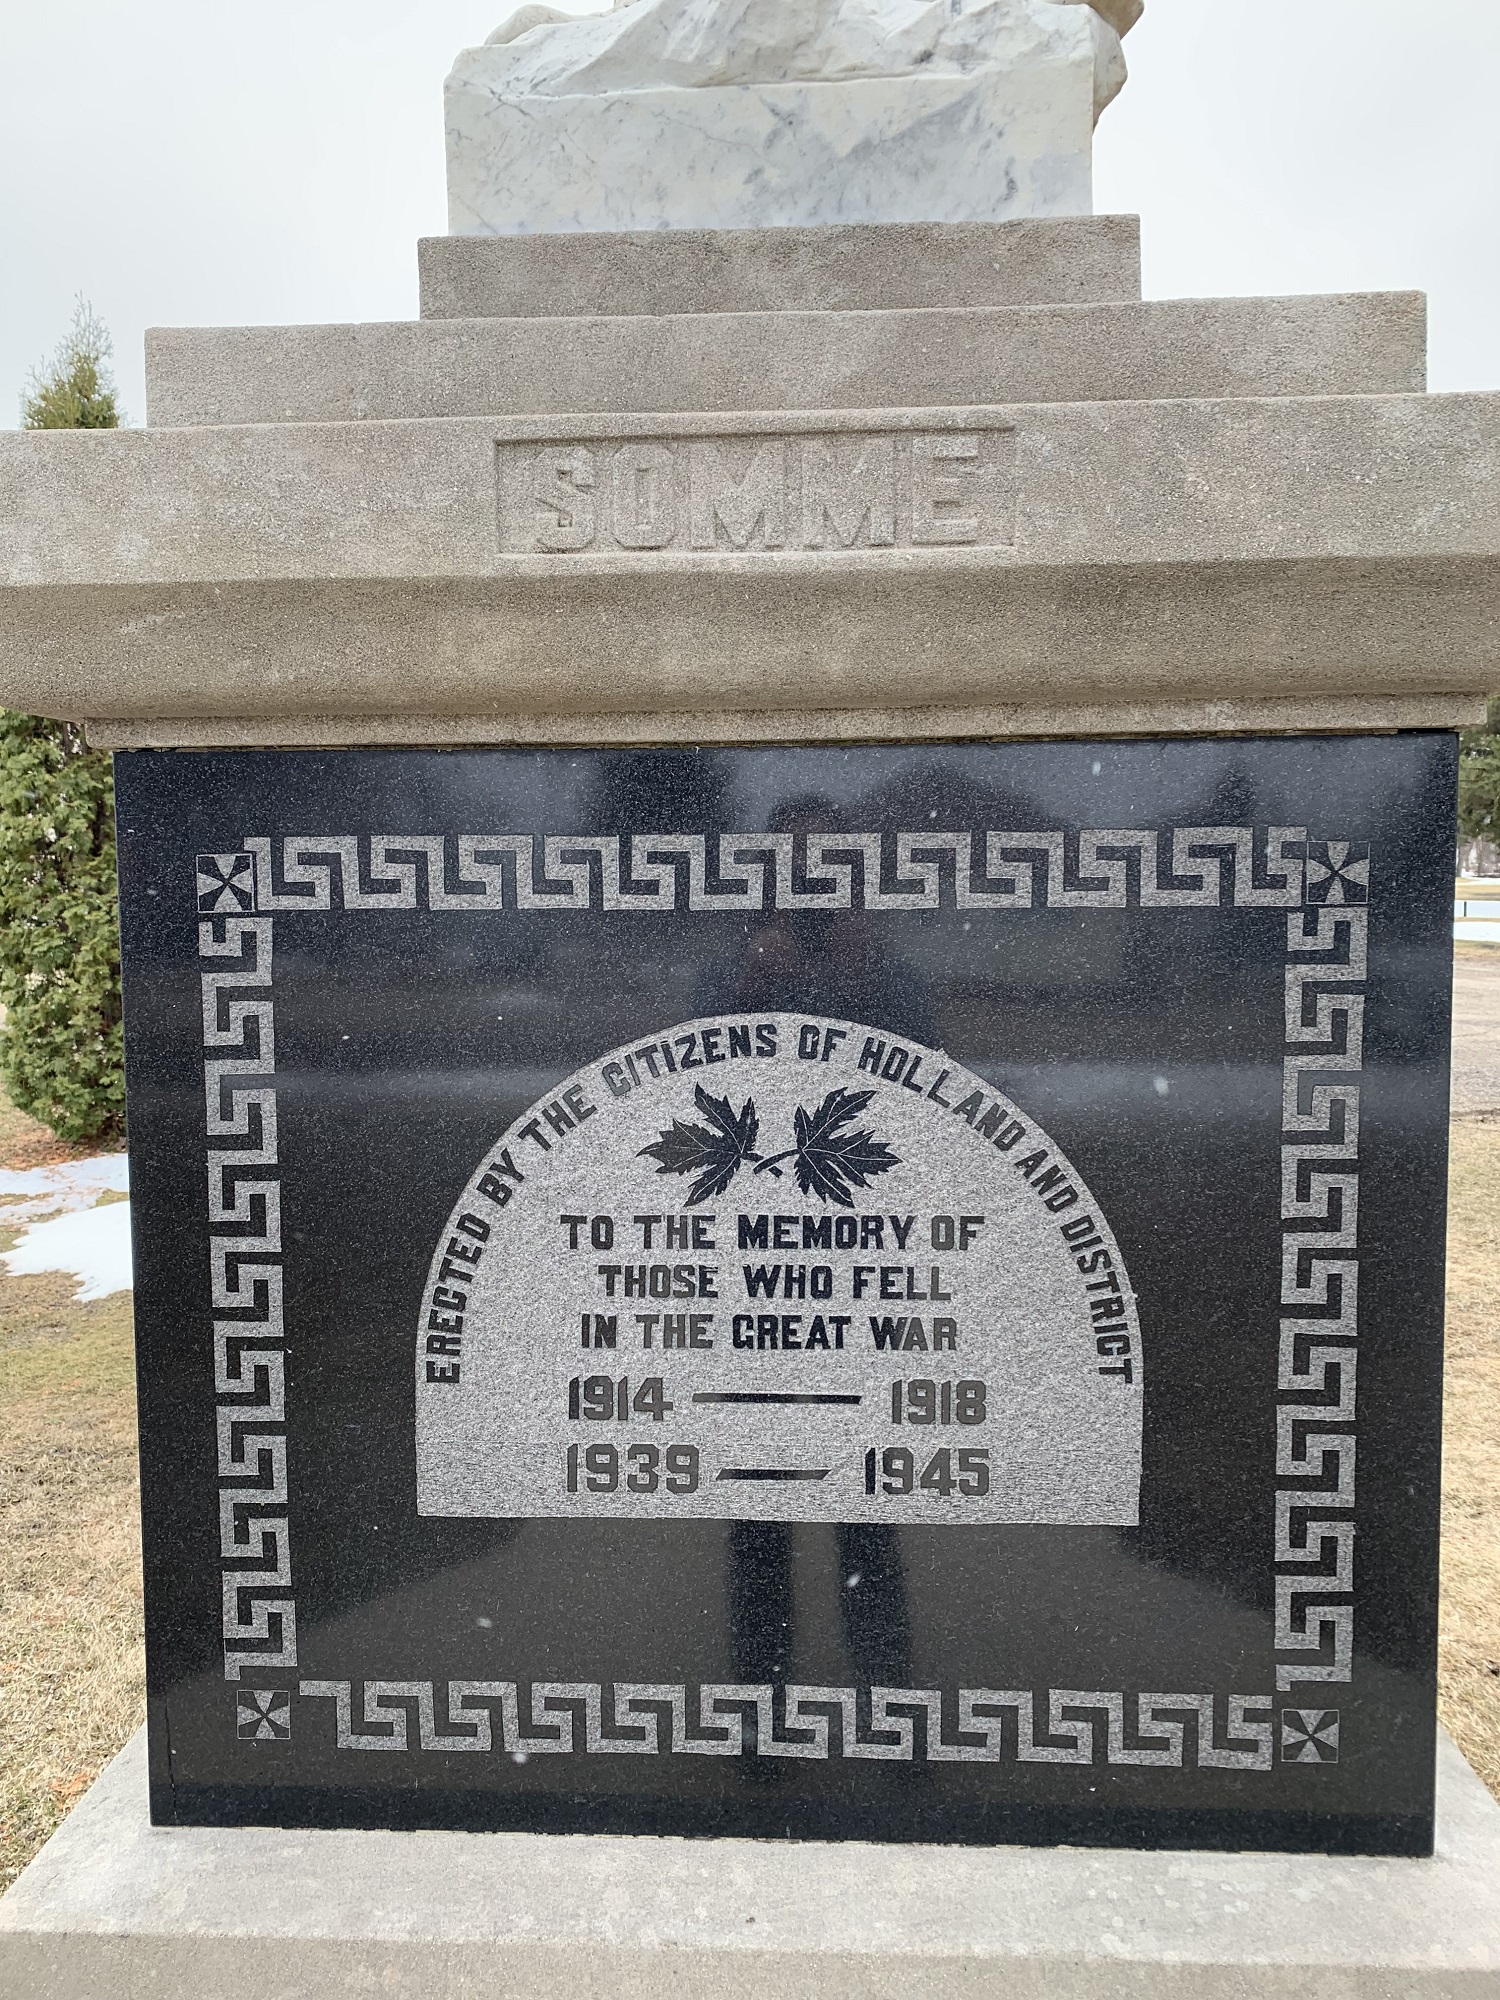 SOMME
ERECTED BY THE CITIZENS OF HOLLAND AND DISTRICT
TO THE MEMORY OF
THOSE WHO FELL
IN THE GREAT WAR
1914 — 1918
1939 — 1945